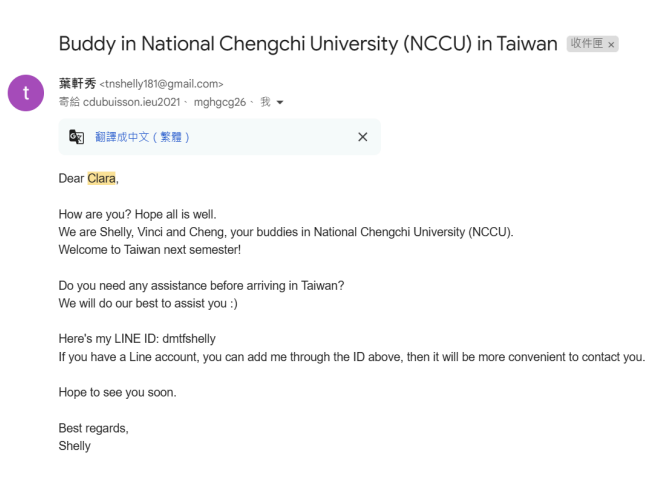 Buddy in National Chengchi University (NCCU) in Taiwan 收件匣 x
t
葉軒秀 <tnshelly181@gmail.com>
寄給 cdubuisson.ieu2021、mghgcg26、我
翻譯成中文（繁體）
Dear Clara,
How are you? Hope all is well.
We are Shelly, Vinci and Cheng, your buddies in National Chengchi University (NCCU).
Welcome to Taiwan next semester!
Do you need any assistance before arriving in Taiwan?
We will do our best to assist you :)
Here's my LINE ID: dmtfshelly
If you have a Line account, you can add me through the ID above, then it will be more convenient to contact you.
Hope to see you soon.
Best regards,
Shelly